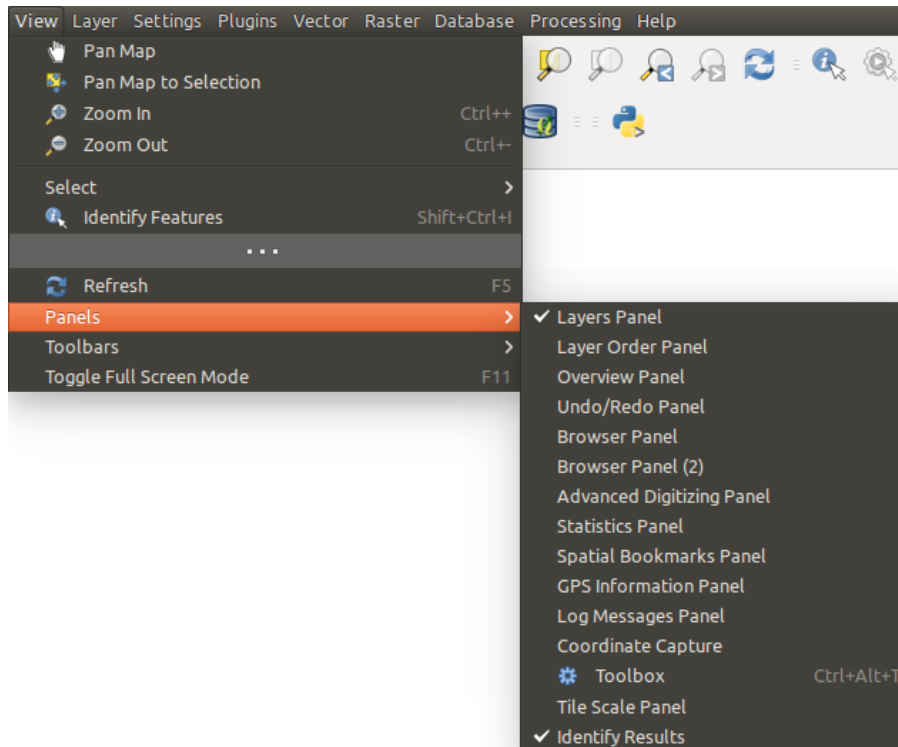 View Layer Settings Plugins Vector Raster Database Processing Help
Pan Map
Pan Map to Selection
Zoom In Ctrl++
Zoom Out Ctrl+-
Select
Identify Features Shift+Ctrl+I
...
Refresh F5
Panels
Toolbars
Toggle Full Screen Mode F11
Layers Panel
Layer Order Panel
Overview Panel
Undo/Redo Panel
Browser Panel
Browser Panel (2)
Advanced Digitizing Panel
Statistics Panel
Spatial Bookmarks Panel
GPS Information Panel
Log Messages Panel
Coordinate Capture
Toolbox Ctrl+Alt+T
Tile Scale Panel
Identify Results